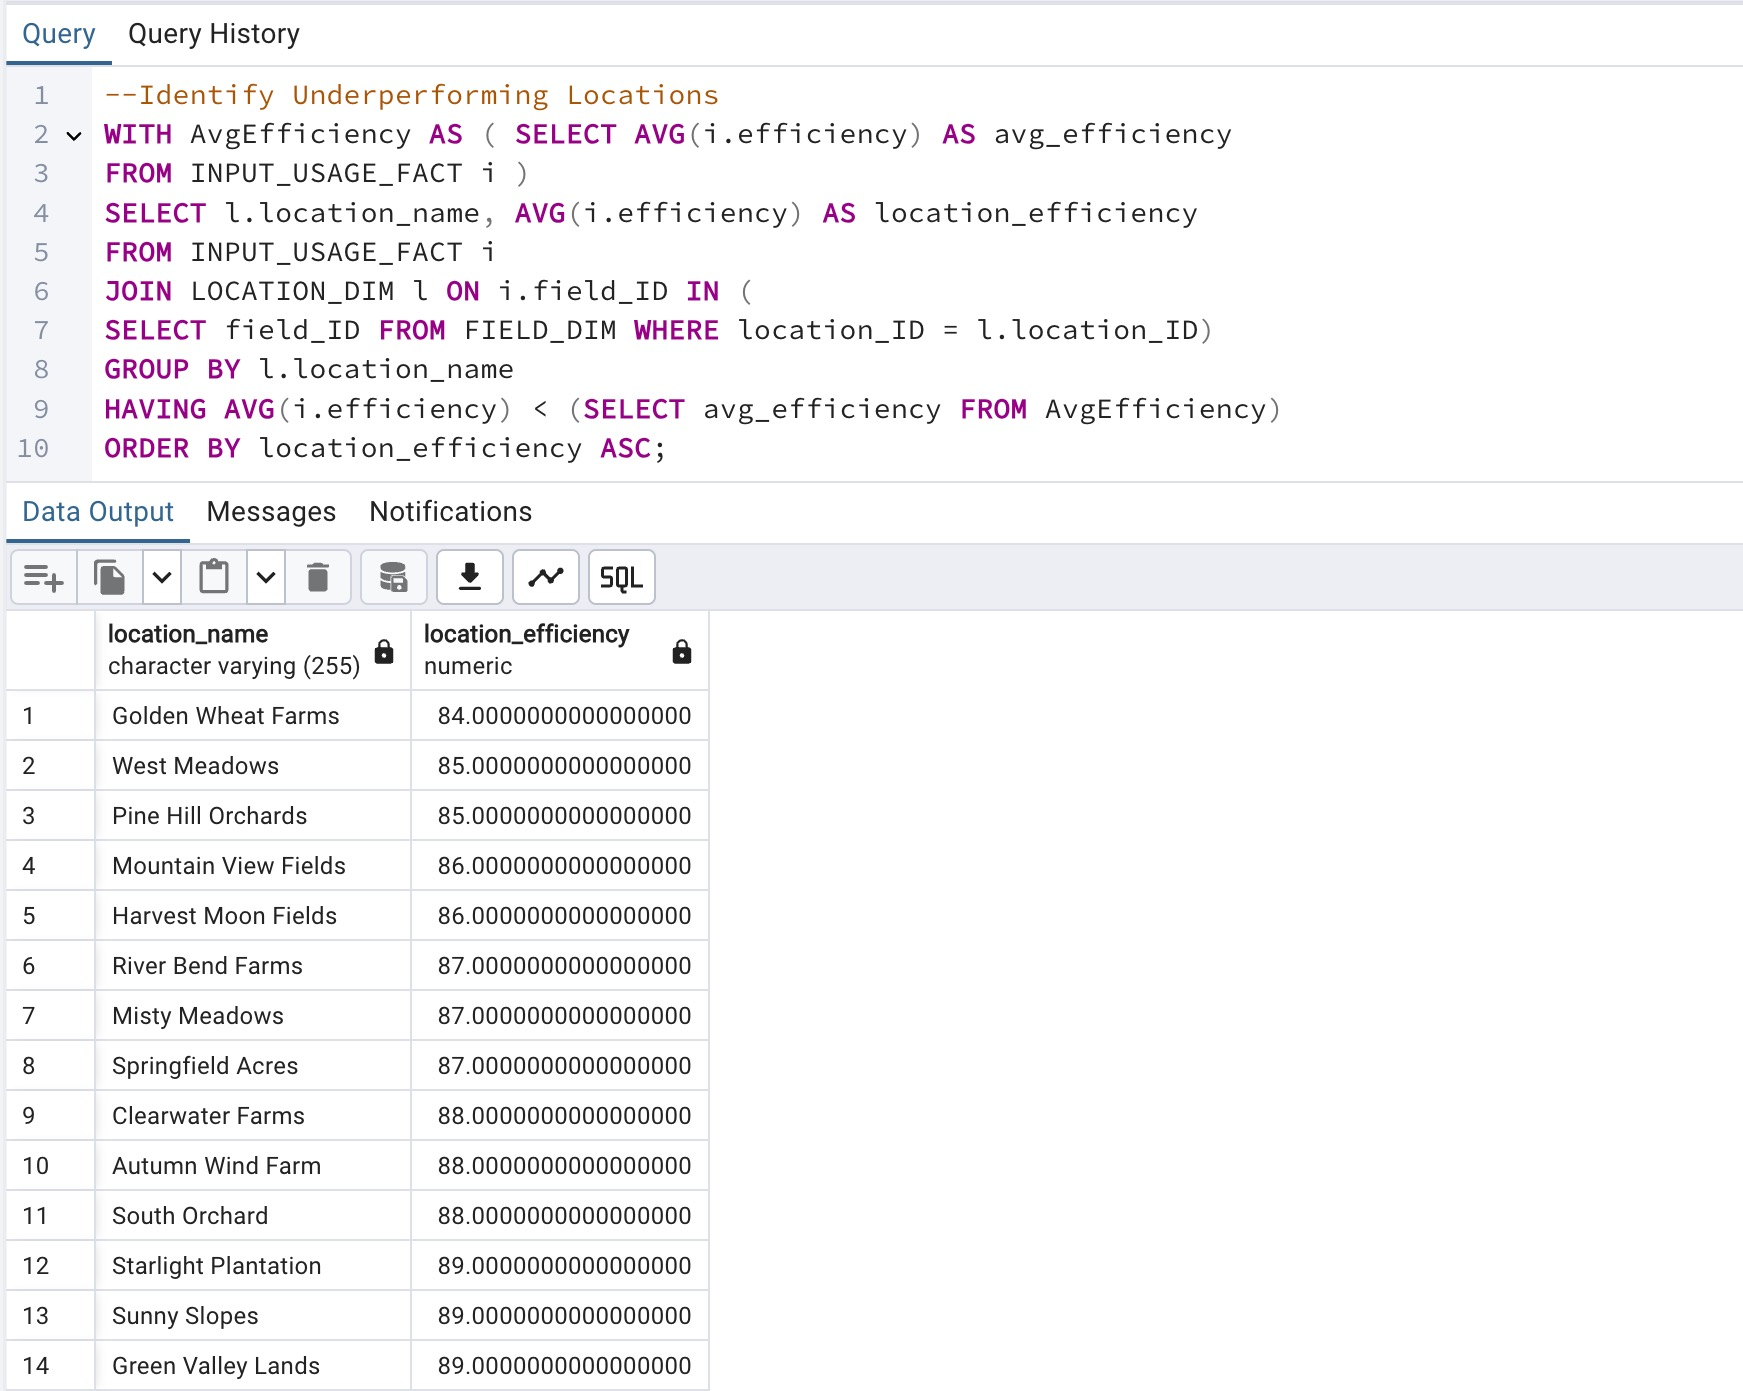 Query Query History
1 --Identify Underperforming Locations
2 WITH AvgEfficiency AS ( SELECT AVG(i.efficiency) AS avg_efficiency
3 FROM INPUT_USAGE_FACT i )
4 SELECT l.location_name, AVG(i.efficiency) AS location_efficiency
5 FROM INPUT_USAGE_FACT i
6 JOIN LOCATION_DIM l ON i.field_ID IN (
7 SELECT field_ID FROM FIELD_DIM WHERE location_ID = l.location_ID)
8 GROUP BY l.location_name
9 HAVING AVG(i.efficiency) < (SELECT avg_efficiency FROM AvgEfficiency)
10 ORDER BY location_efficiency ASC;
Data Output Messages Notifications
SQL
location_name location_efficiency
character varying (255) numeric
1 Golden Wheat Farms 84.0000000000000000
2 West Meadows 85.0000000000000000
3 Pine Hill Orchards 85.0000000000000000
4 Mountain View Fields 86.0000000000000000
5 Harvest Moon Fields 86.0000000000000000
6 River Bend Farms 87.0000000000000000
7 Misty Meadows 87.0000000000000000
8 Springfield Acres 87.0000000000000000
9 Clearwater Farms 88.0000000000000000
10 Autumn Wind Farm 88.0000000000000000
11 South Orchard 88.0000000000000000
12 Starlight Plantation 89.0000000000000000
13 Sunny Slopes 89.0000000000000000
14 Green Valley Lands 89.0000000000000000